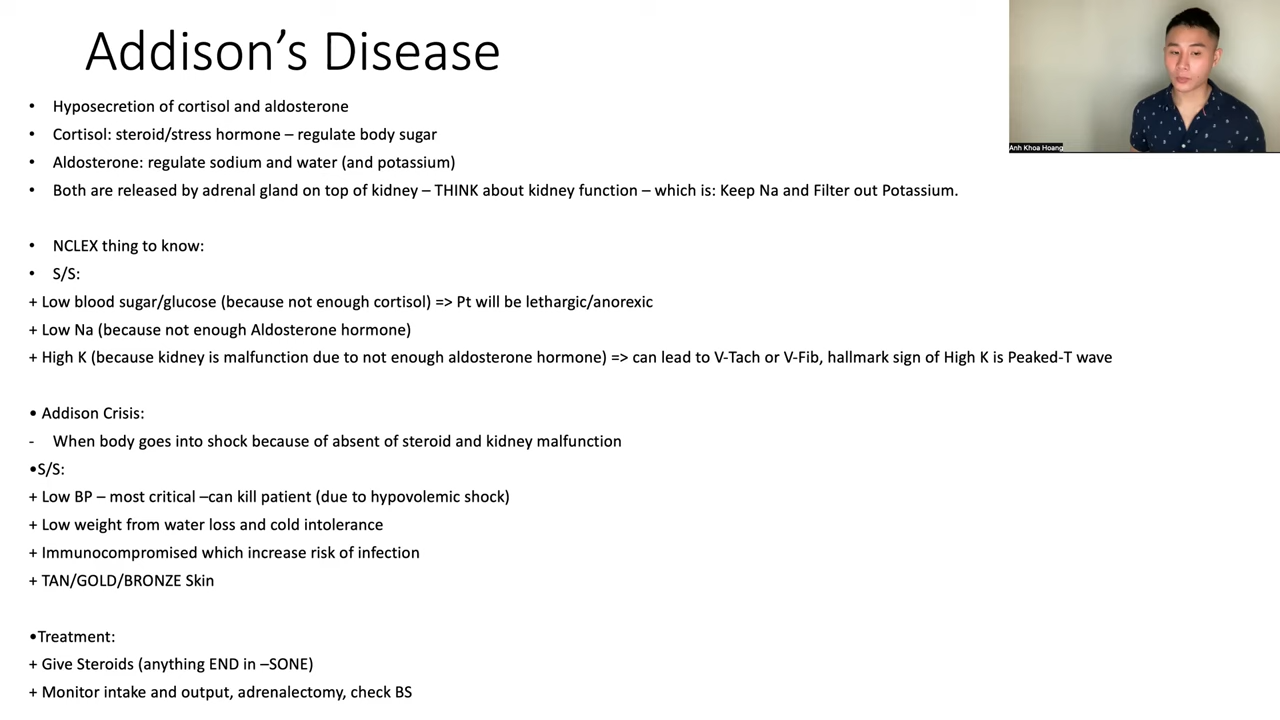 Addison's Disease
Anh Khoa Hoang
• Hyposecretion of cortisol and aldosterone
• Cortisol: steroid/stress hormone – regulate body sugar
• Aldosterone: regulate sodium and water (and potassium)
• Both are released by adrenal gland on top of kidney – THINK about kidney function – which is: Keep Na and Filter out Potassium.
• NCLEX thing to know:
• S/S:
+ Low blood sugar/glucose (because not enough cortisol) => Pt will be lethargic/anorexic
+ Low Na (because not enough Aldosterone hormone)
+ High K (because kidney is malfunction due to not enough aldosterone hormone) => can lead to V-Tach or V-Fib, hallmark sign of High K is Peaked-T wave
• Addison Crisis:
- When body goes into shock because of absent of steroid and kidney malfunction
•S/S:
+ Low BP – most critical –can kill patient (due to hypovolemic shock)
+ Low weight from water loss and cold intolerance
+ Immunocompromised which increase risk of infection
+ TAN/GOLD/BRONZE Skin
•Treatment:
+ Give Steroids (anything END in –SONE)
+ Monitor intake and output, adrenalectomy, check BS